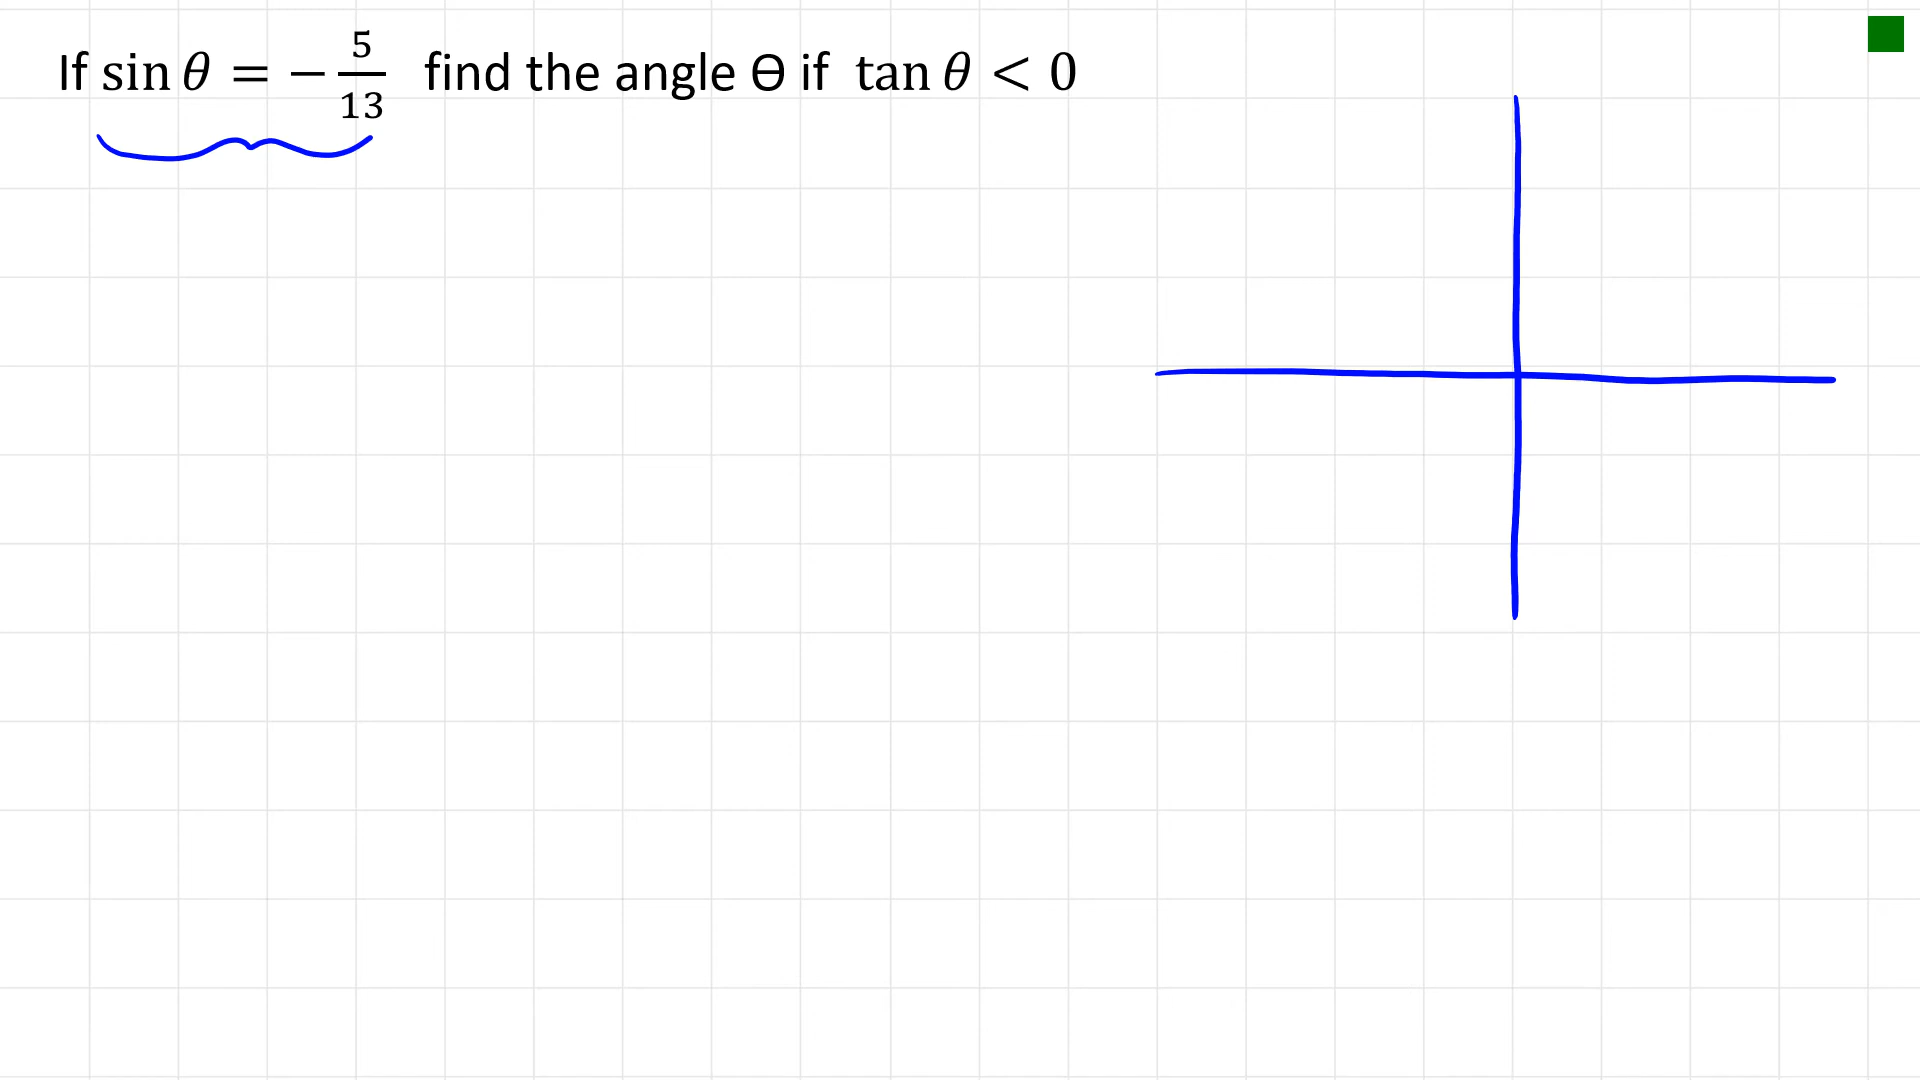 If sin θ = − 5/13 find the angle Ө if tan θ < 0